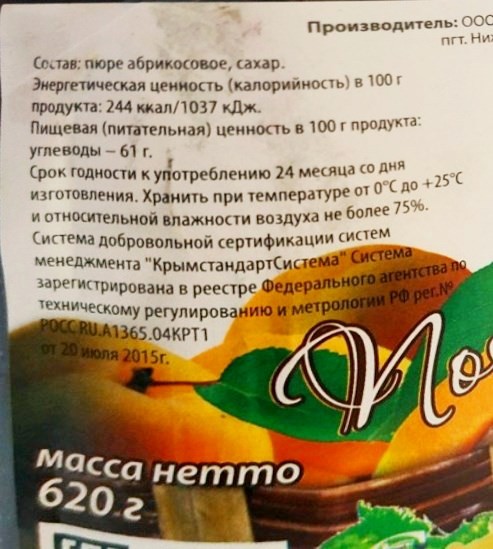 Производитель: ООО
пгт. Ниж
Состав: пюре абрикосовое, сахар.
Энергетическая ценность (калорийность) в 100 г
продукта: 244 ккал/1037 кДж.
Пищевая (питательная) ценность в 100 г продукта:
углеводы – 61 г.
Срок годности к употреблению 24 месяца со дня
изготовления. Хранить при температуре от 0°С до +25°С
и относительной влажности воздуха не более 75%.
Система добровольной сертификации систем
менеджмента "КрымстандартСистема" Система
зарегистрирована в реестре Федерального агентства по
техническому регулированию и метрологии РФ рег.№
РОСС RU.А1365.04КРТ1
от 20 июля 2015г.
По
масса нетто
620 г